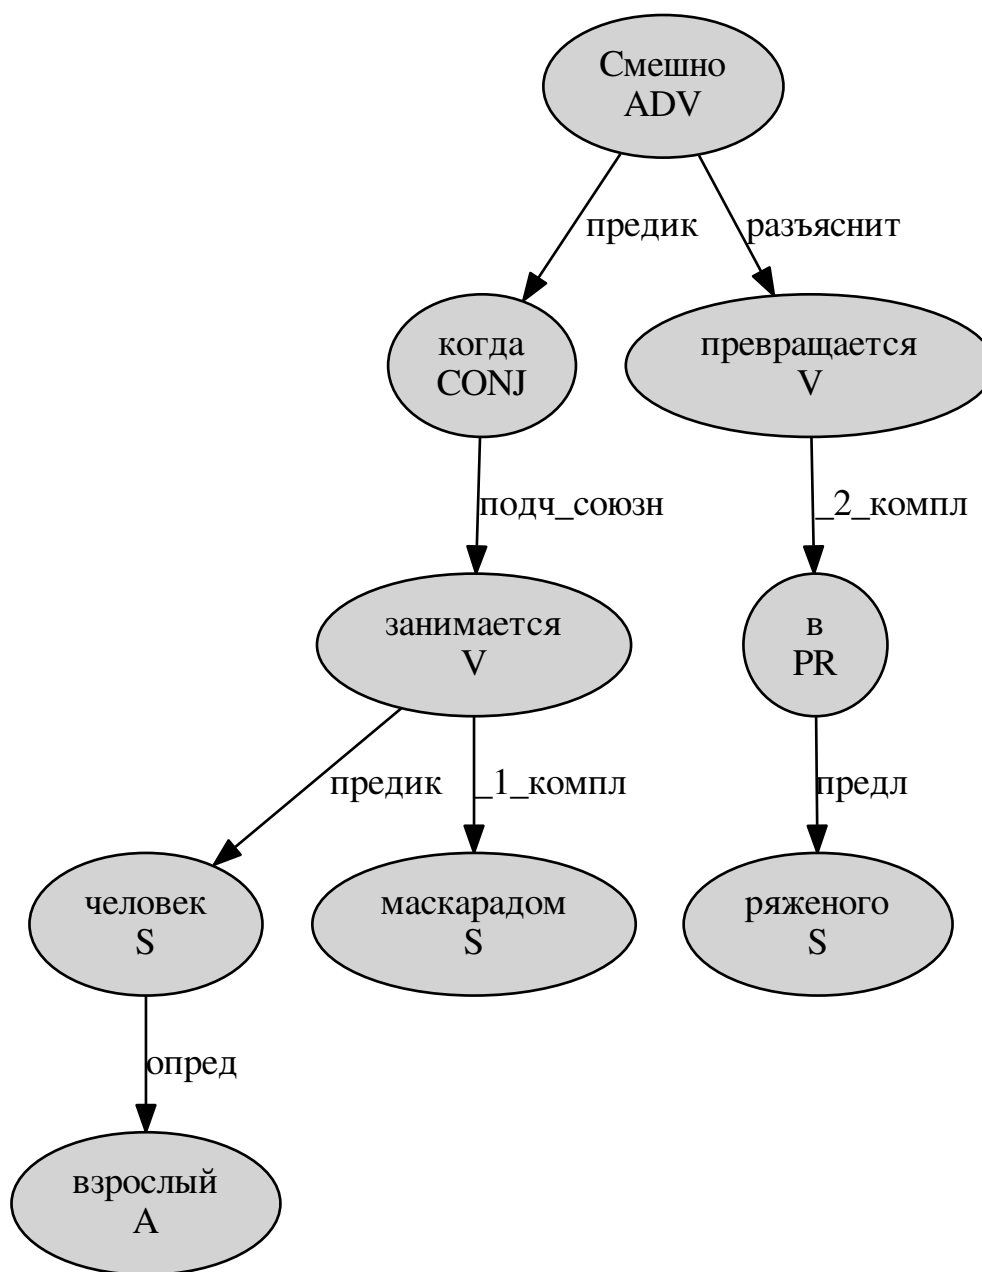 Смешно
ADV
предик
разъяснит
когда
CONJ
превращается
V
подч_союзн
_2_компл
занимается
V
в
PR
предик
_1_компл
предл
человек
S
маскарадом
S
ряженого
S
опред
взрослый
A